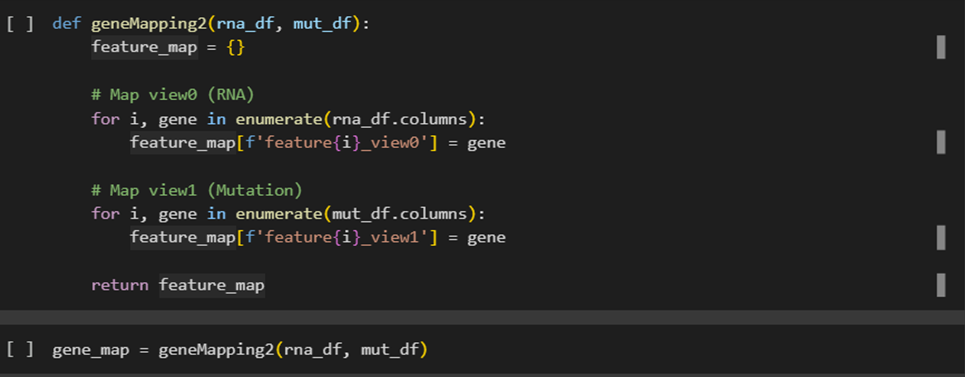 [ ] def geneMapping2(rna_df, mut_df):
feature_map = {}
# Map view0 (RNA)
for i, gene in enumerate(rna_df.columns):
feature_map[f'feature{i}_view0'] = gene
# Map view1 (Mutation)
for i, gene in enumerate(mut_df.columns):
feature_map[f'feature{i}_view1'] = gene
return feature_map
[ ] gene_map = geneMapping2(rna_df, mut_df)